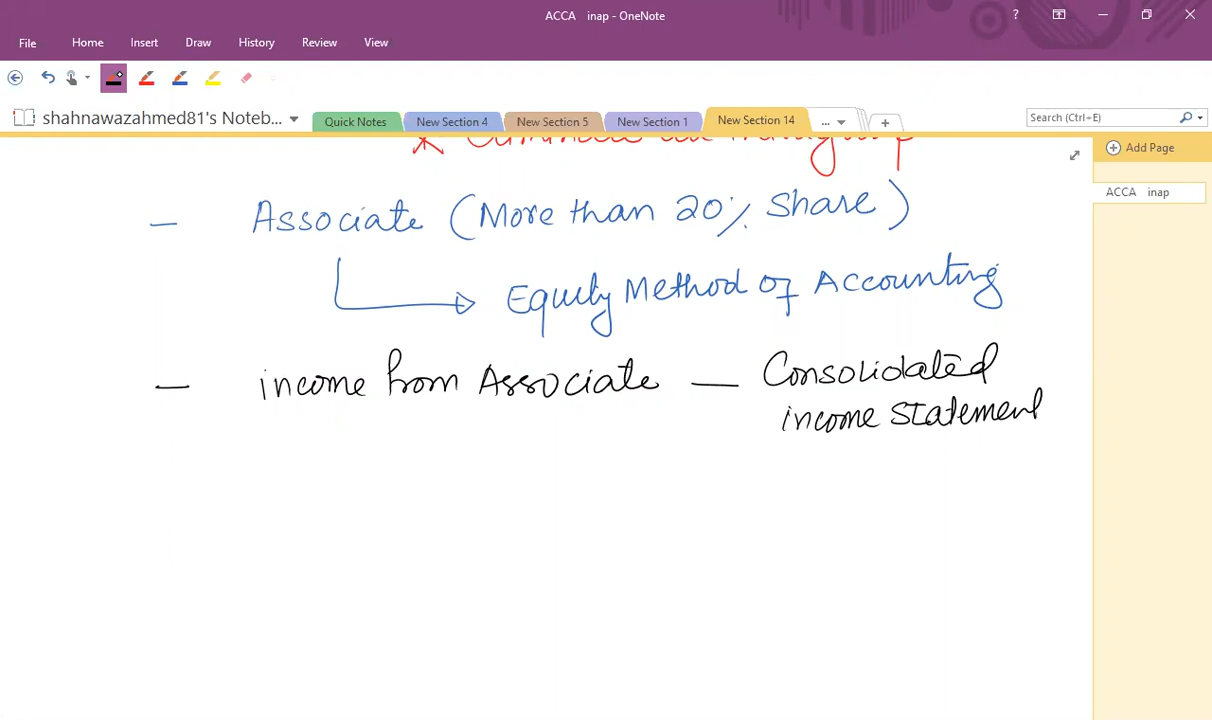 ACCA inap - OneNote
?
File Home Insert Draw History Review View
shahnawazahmed81's Noteb... Quick Notes New Section 4 New Section 5 New Section 1 New Section 14 ... + Search (Ctrl+E)
Add Page
ACCA inap
- Associate (More than 20% Share)
Equity Method of Accounting
- income from Associate — Consolidated
income statement